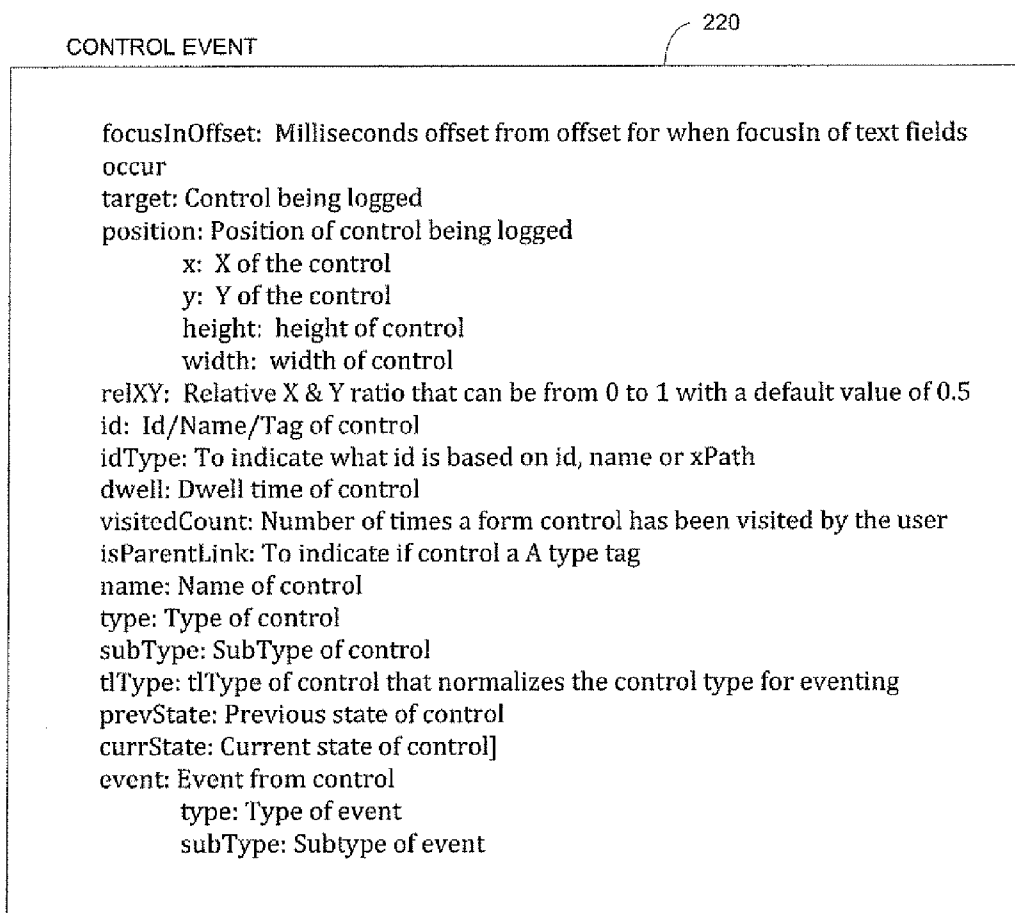 220
CONTROL EVENT
focusInOffset: Milliseconds offset from offset for when focusIn of text fields
occur
target: Control being logged
position: Position of control being logged
x: X of the control
y: Y of the control
height: height of control
width: width of control
relXY: Relative X & Y ratio that can be from 0 to 1 with a default value of 0.5
id: Id/Name/Tag of control
idType: To indicate what id is based on id, name or xPath
dwell: Dwell time of control
visitedCount: Number of times a form control has been visited by the user
isParentLink: To indicate if control a A type tag
name: Name of control
type: Type of control
subType: SubType of control
tlType: tlType of control that normalizes the control type for eventing
prevState: Previous state of control
currState: Current state of control]
event: Event from control
type: Type of event
subType: Subtype of event